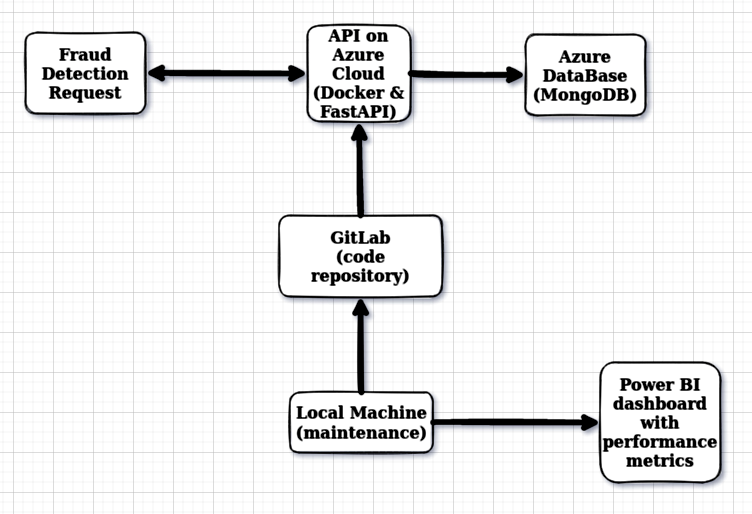 Fraud
Detection
Request
API on
Azure
Cloud
(Docker &
FastAPI)
Azure
DataBase
(MongoDB)
GitLab
(code
repository)
Local Machine
(maintenance)
Power BI
dashboard
with
performance
metrics